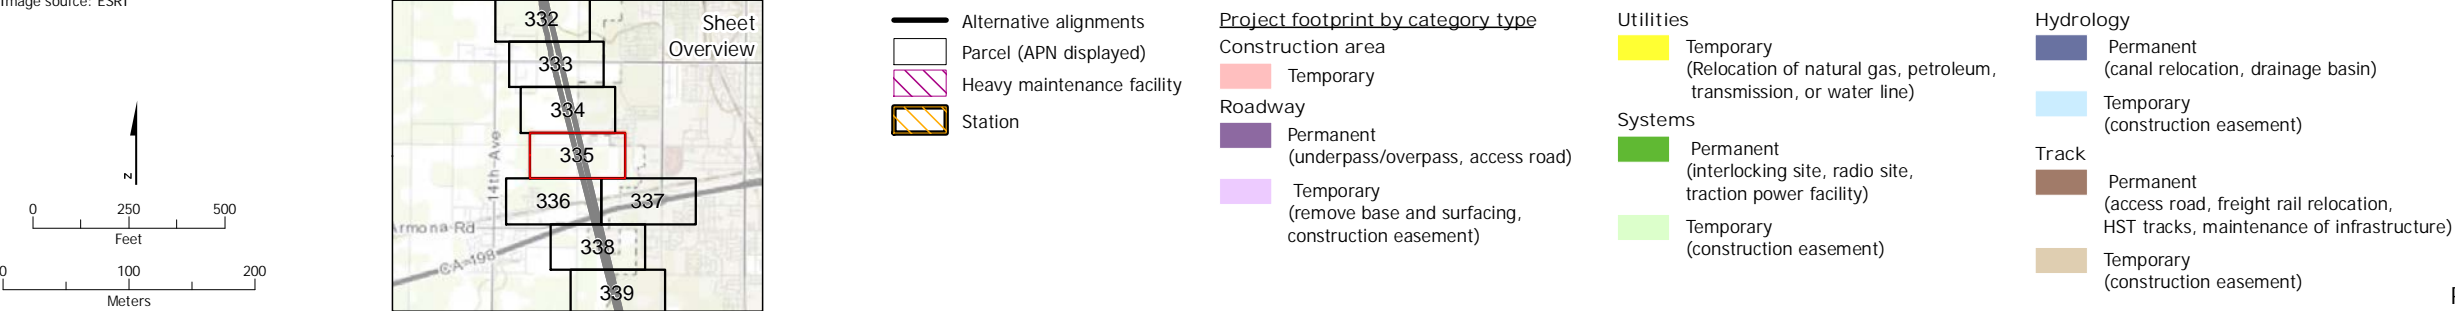 Image source: ESRI
N
0 250 500
Feet
0 100 200
Meters
Sheet
Overview
332
333
334
335
336
337
338
339
14th Ave
Armona Rd
CA-198
Alternative alignments
Parcel (APN displayed)
Heavy maintenance facility
Station
Project footprint by category type
Construction area
Temporary
Roadway
Permanent
(underpass/overpass, access road)
Temporary
(remove base and surfacing,
construction easement)
Utilities
Temporary
(Relocation of natural gas, petroleum,
transmission, or water line)
Systems
Permanent
(interlocking site, radio site,
traction power facility)
Temporary
(construction easement)
Hydrology
Permanent
(canal relocation, drainage basin)
Temporary
(construction easement)
Track
Permanent
(access road, freight rail relocation,
HST tracks, maintenance of infrastructure)
Temporary
(construction easement)